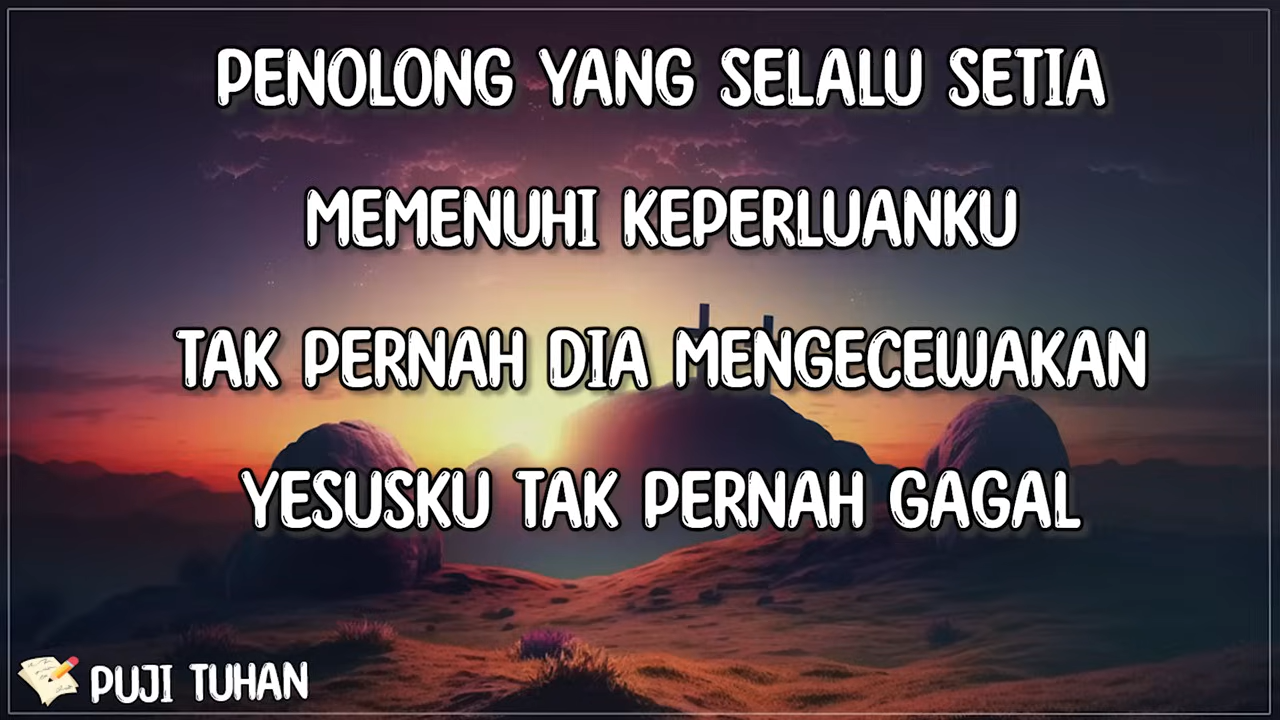 PENOLONG YANG SELALU SETIA
MEMENUHI KEPERLUANKU
TAK PERNAH DIA MENGECEWAKAN
YESUSKU TAK PERNAH GAGAL
PUJI TUHAN